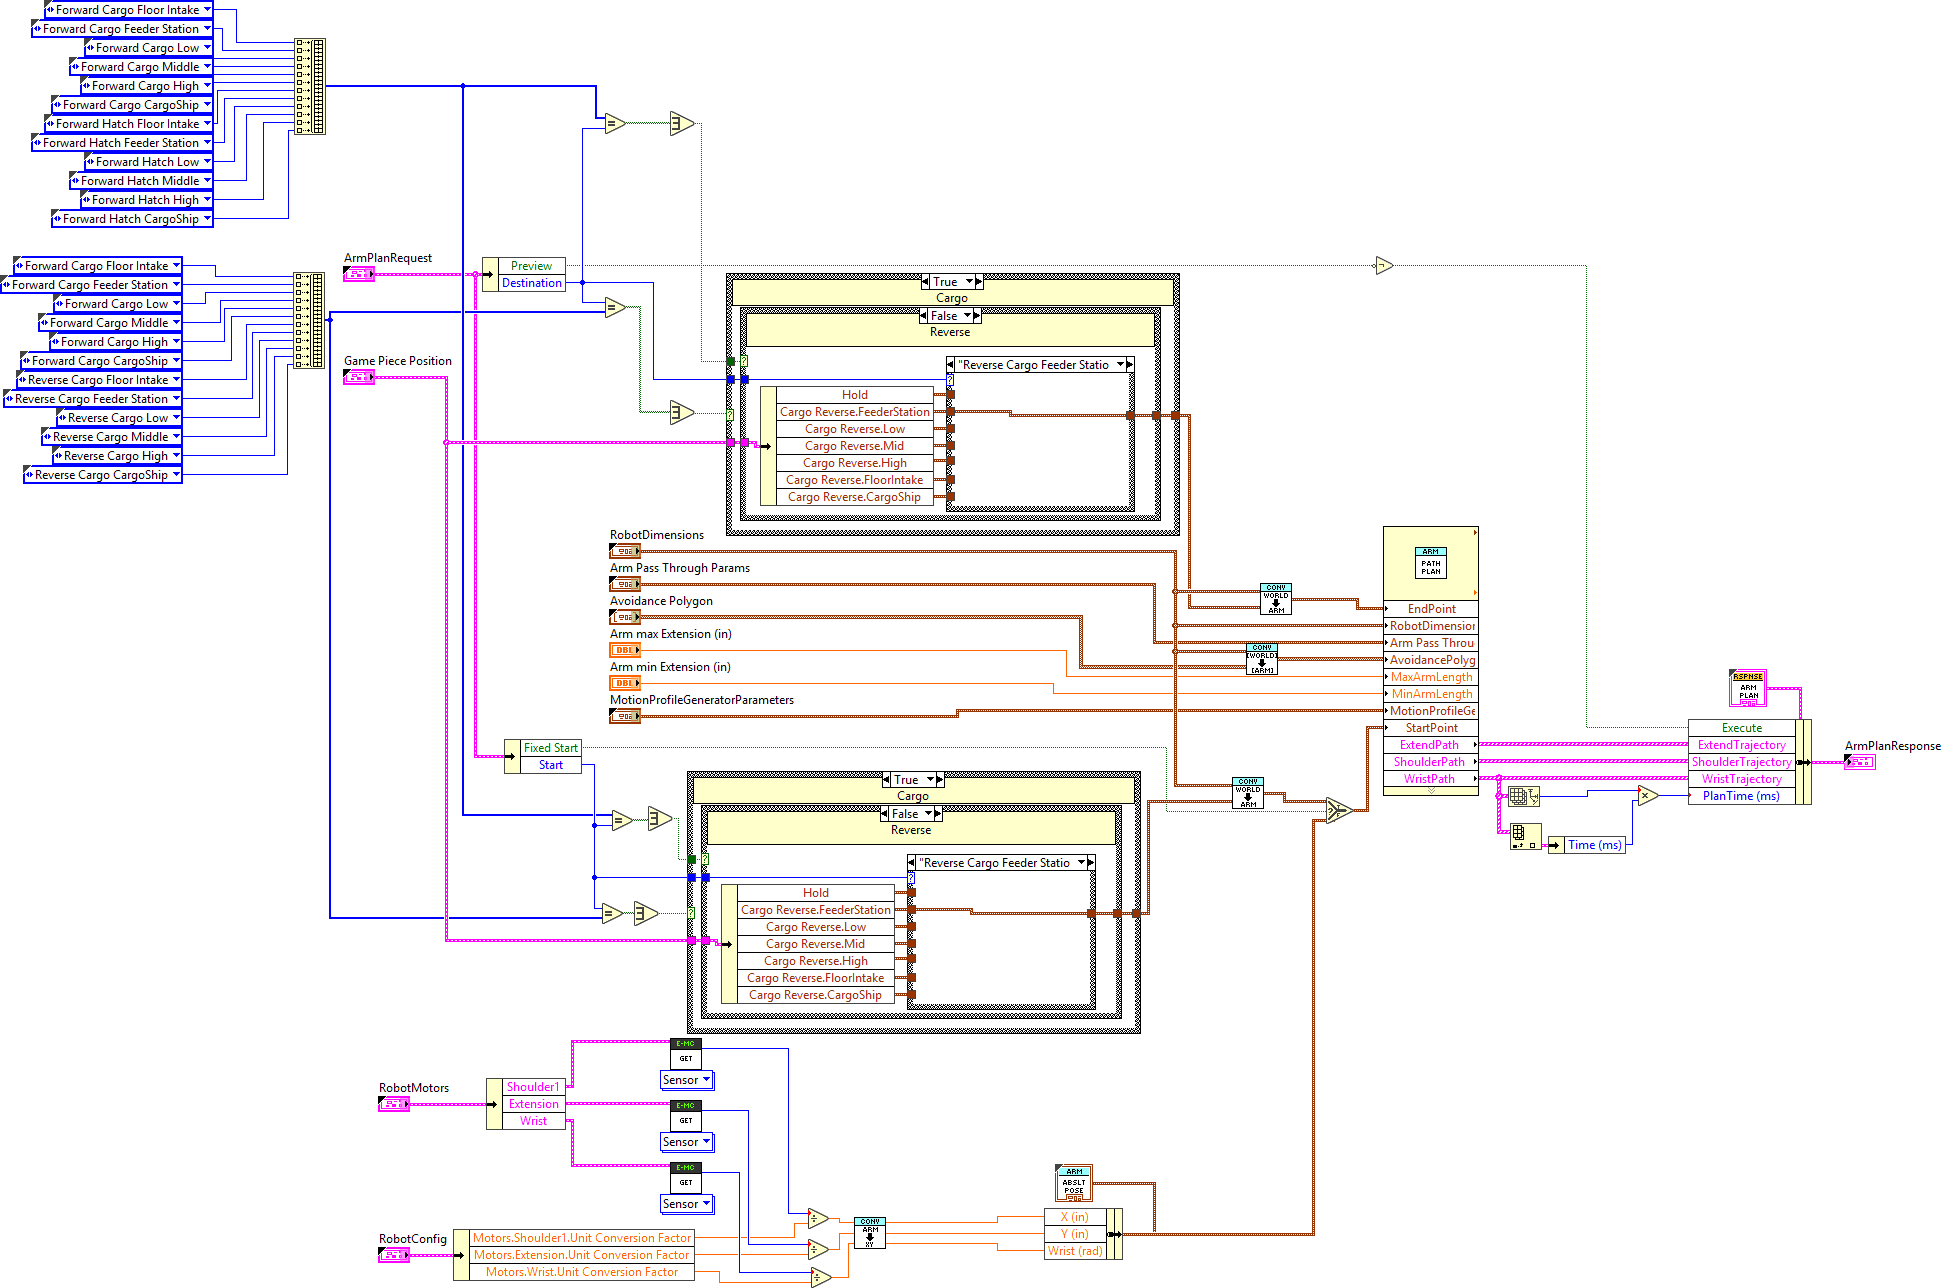 Forward Cargo Floor Intake
Forward Cargo Feeder Station
Forward Cargo Low
Forward Cargo Middle
Forward Cargo High
Forward Cargo CargoShip
Forward Hatch Floor Intake
Forward Hatch Feeder Station
Forward Hatch Low
Forward Hatch Middle
Forward Hatch High
Forward Hatch CargoShip
Forward Cargo Floor Intake
Forward Cargo Feeder Station
Forward Cargo Low
Forward Cargo Middle
Forward Cargo High
Forward Cargo CargoShip
Reverse Cargo Floor Intake
Reverse Cargo Feeder Station
Reverse Cargo Low
Reverse Cargo Middle
Reverse Cargo High
Reverse Cargo CargoShip
ArmPlanRequest
Preview
Destination
Game Piece Position
True
Cargo
False
Reverse
"Reverse Cargo Feeder Statio
Hold
Cargo Reverse.FeederStation
Cargo Reverse.Low
Cargo Reverse.Mid
Cargo Reverse.High
Cargo Reverse.FloorIntake
Cargo Reverse.CargoShip
RobotDimensions
Arm Pass Through Params
Avoidance Polygon
Arm max Extension (in)
DBL
Arm min Extension (in)
DBL
MotionProfileGeneratorParameters
CONV
WORLD
ARM
CONV
[WORLD]
[ARM]
ARM
PATH
PLAN
EndPoint
RobotDimension
Arm Pass Throu
AvoidancePolyg
MaxArmLength
MinArmLength
MotionProfileGe
StartPoint
ExtendPath
ShoulderPath
WristPath
RSPNSE
ARM
PLAN
Execute
ExtendTrajectory
ShoulderTrajectory
WristTrajectory
PlanTime (ms)
ArmPlanResponse
Time (ms)
Fixed Start
Start
True
Cargo
False
Reverse
"Reverse Cargo Feeder Statio
Hold
Cargo Reverse.FeederStation
Cargo Reverse.Low
Cargo Reverse.Mid
Cargo Reverse.High
Cargo Reverse.FloorIntake
Cargo Reverse.CargoShip
CONV
WORLD
ARM
RobotMotors
Shoulder1
Extension
Wrist
E-MC
GET
Sensor
E-MC
GET
Sensor
E-MC
GET
Sensor
RobotConfig
Motors.Shoulder1.Unit Conversion Factor
Motors.Extension.Unit Conversion Factor
Motors.Wrist.Unit Conversion Factor
CONV
ARM
XY
ARM
ABSLT
POSE
X (in)
Y (in)
Wrist (rad)